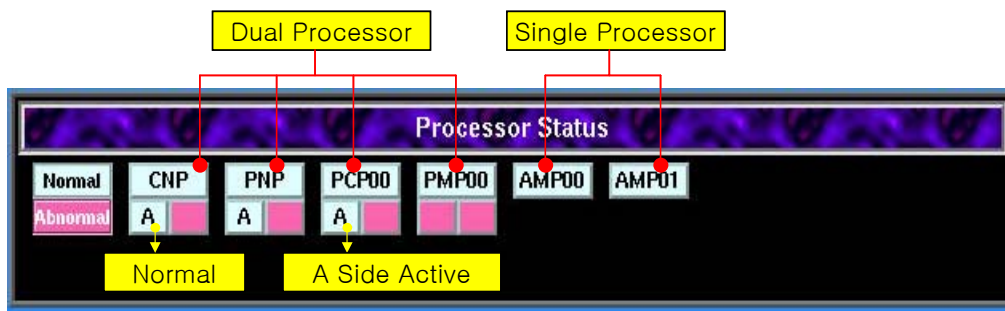 Dual Processor Single Processor
Processor Status
Normal CNP PNP PCP00 PMP00 AMP00 AMP01
Abnormal A A A
Normal A Side Active